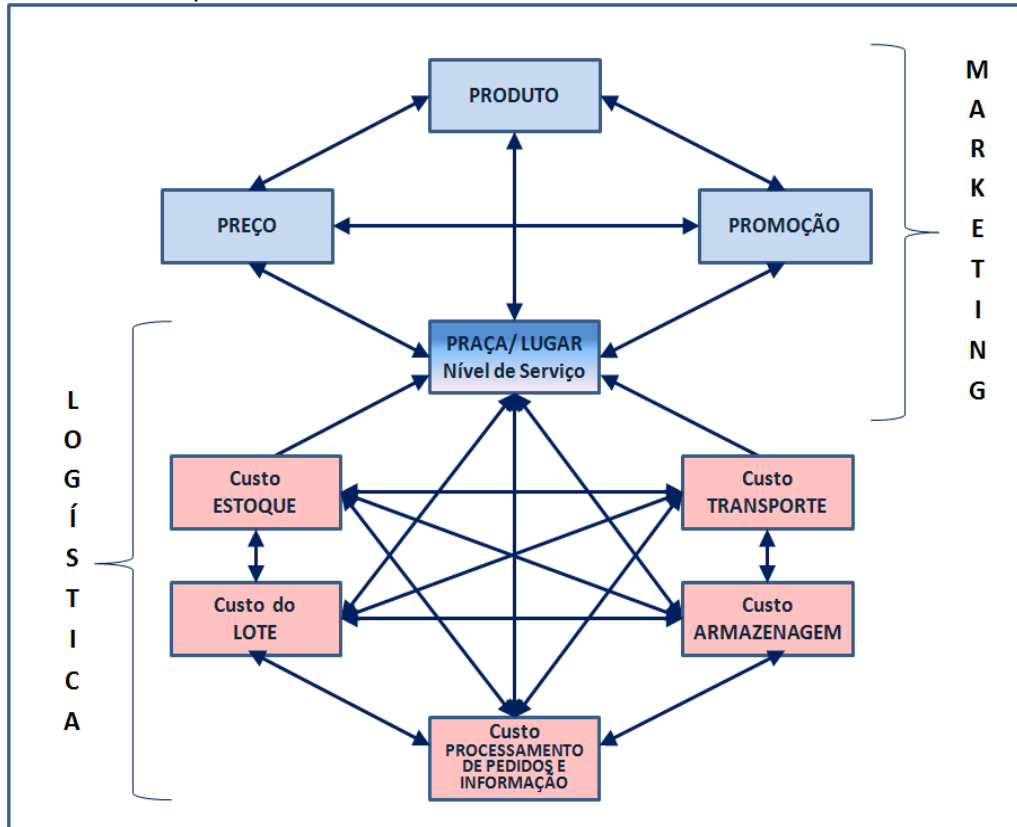 PRODUTO
M
A
R
K
E
T
I
N
G
PREÇO
PROMOÇÃO
PRAÇA/ LUGAR
Nível de Serviço
L
O
G
Í
S
T
I
C
A
Custo
ESTOQUE
Custo
TRANSPORTE
Custo do
LOTE
Custo
ARMAZENAGEM
Custo
PROCESSAMENTO
DE PEDIDOS E
INFORMAÇÃO